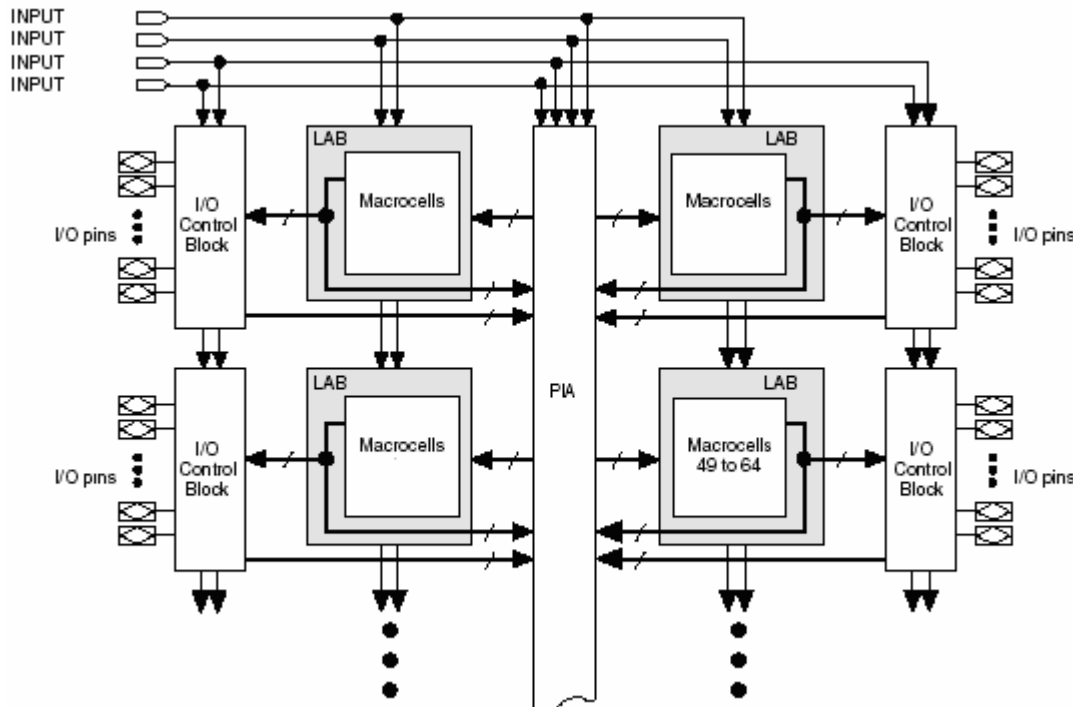 INPUT
INPUT
INPUT
INPUT
LAB
LAB
Macrocells
Macrocells
I/O
Control
Block
I/O
Control
Block
I/O pins
I/O pins
PIA
LAB
LAB
Macrocells
Macrocells
49 to 64
I/O
Control
Block
I/O
Control
Block
I/O pins
I/O pins